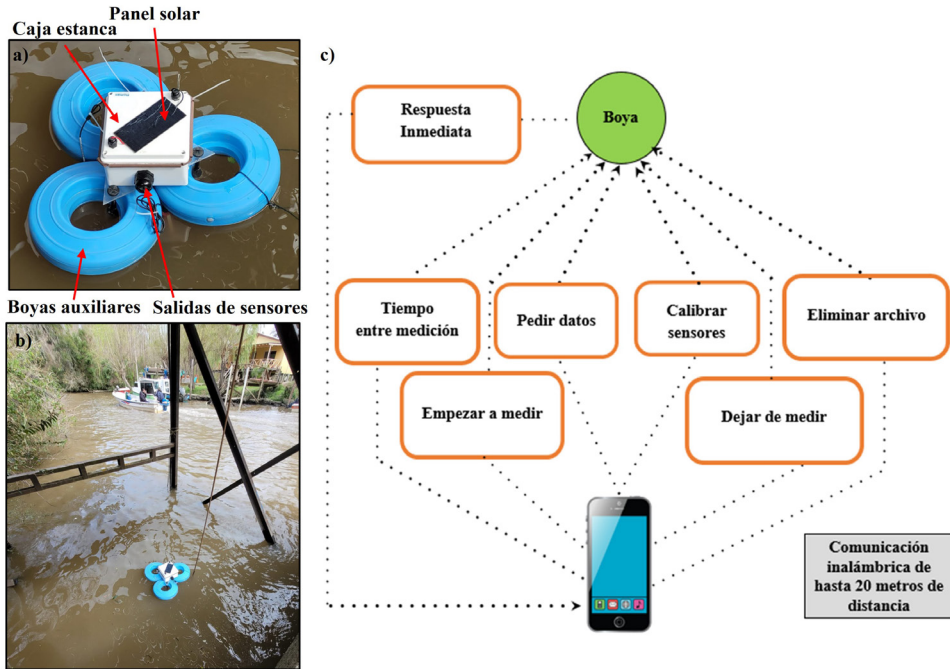 Panel solar
Caja estanca
a)
Boyas auxiliares
Salidas de sensores
b)
c)
Respuesta
Inmediata
Boya
Tiempo
entre medición
Pedir datos
Calibrar
sensores
Eliminar archivo
Empezar a medir
Dejar de medir
Comunicación
inalámbrica de
hasta 20 metros de
distancia